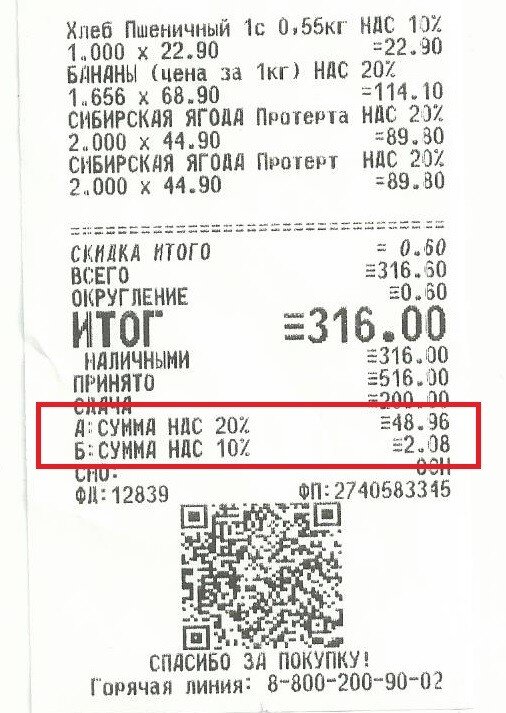 Хлеб Пшеничный 1с 0,55кг НДС 10%
1.000 x 22.90 =22.90
БАНАНЫ (цена за 1кг) НДС 20%
1.656 x 68.90 =114.10
СИБИРСКАЯ ЯГОДА Протерта НДС 20%
2.000 x 44.90 =89.80
СИБИРСКАЯ ЯГОДА Протерт НДС 20%
2.000 x 44.90 =89.80
СКИДКА ИТОГО = 0.60
ВСЕГО ≡316.60
ОКРУГЛЕНИЕ ≡0.60
ИТОГ ≡316.00
НАЛИЧНЫМИ ≡316.00
ПРИНЯТО ≡516.00
СДАЧА ≡200.00
А:СУММА НДС 20% ≡48.96
Б:СУММА НДС 10% ≡2.08
СНО: ОСН
ФД:12839 ФП:2740583345
СПАСИБО ЗА ПОКУПКУ!
Горячая линия: 8-800-200-90-02